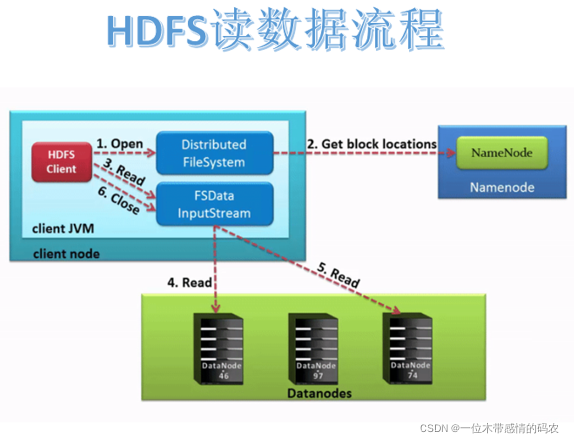 HDFS读数据流程
HDFS
Client
1. Open
Distributed
FileSystem
2. Get block locations
NameNode
Namenode
3. Read
6. Close
FSData
InputStream
client JVM
client node
4. Read
5. Read
DataNode
46
DataNode
97
DataNode
74
Datanodes
CSDN @一位木带感情的码农